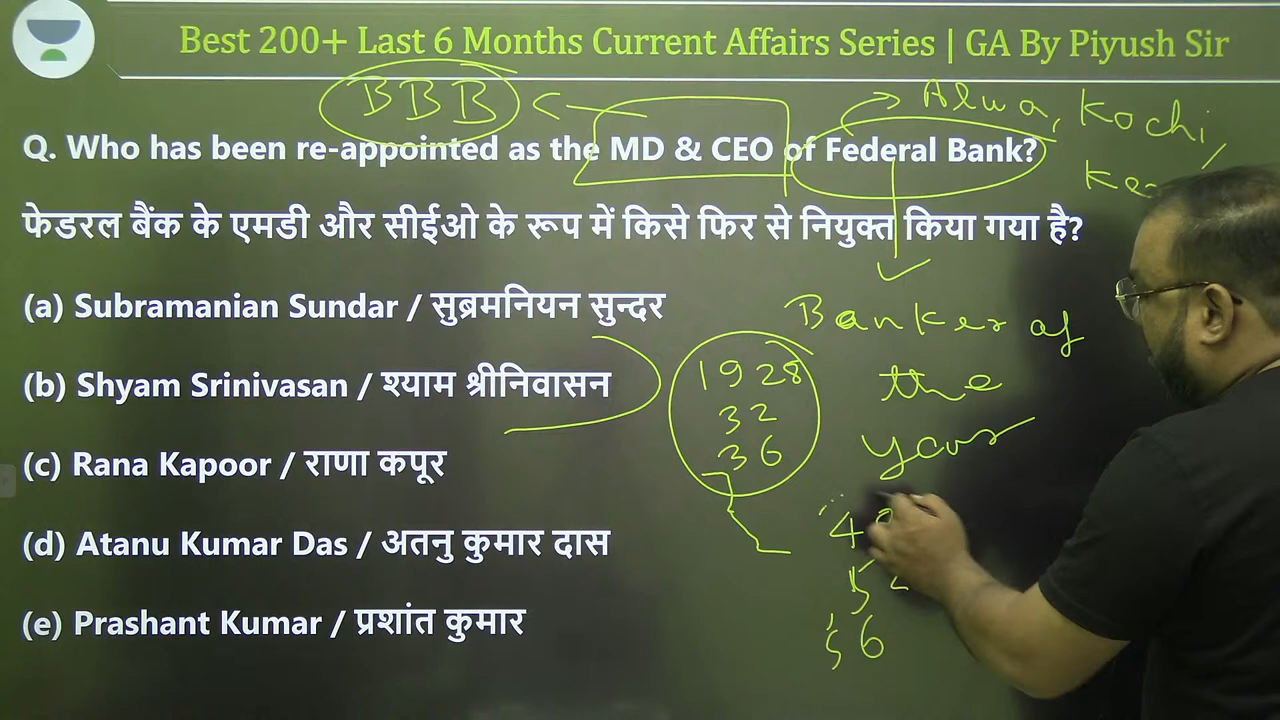 Best 200+ Last 6 Months Current Affairs Series | GA By Piyush Sir
BBB
Alwa, Kochi,
Q. Who has been re-appointed as the MD & CEO of Federal Bank?
फेडरल बैंक के एमडी और सीईओ के रूप में किसे फिर से नियुक्त किया गया है?
(a) Subramanian Sundar / सुब्रमनियन सुन्दर
Banker of
(b) Shyam Srinivasan / श्याम श्रीनिवासन
1928
the
32
year
36
(c) Rana Kapoor / राणा कपूर
(d) Atanu Kumar Das / अतनु कुमार दास
56
(e) Prashant Kumar / प्रशांत कुमार